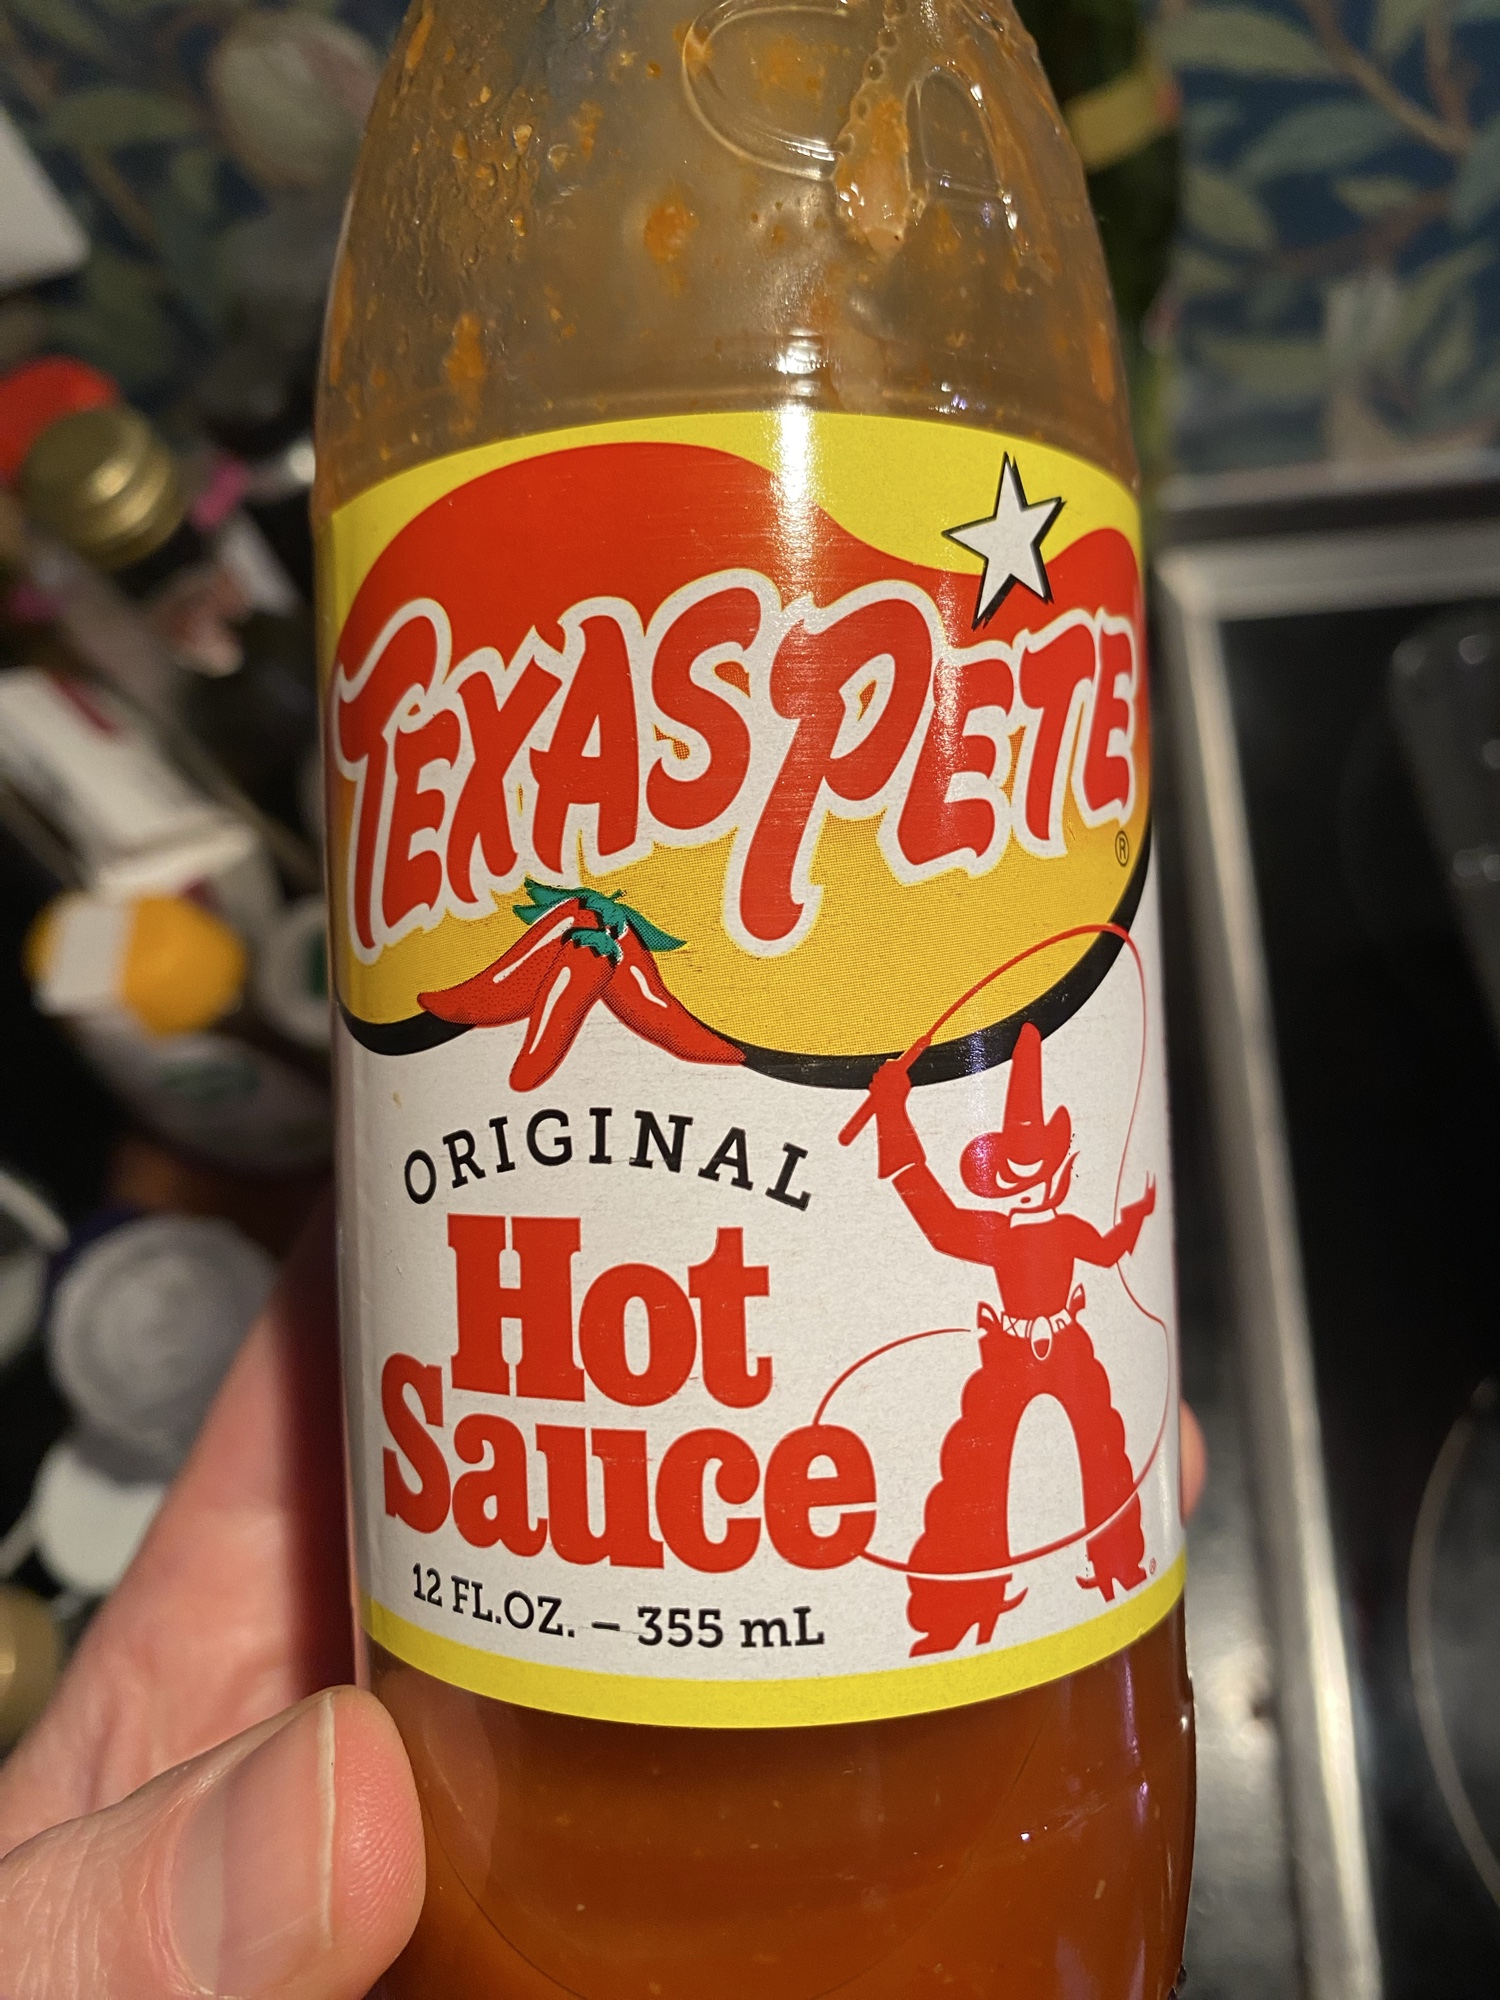 TEXAS PETE
®
ORIGINAL
Hot
Sauce
12 FL.OZ. – 355 mL
®